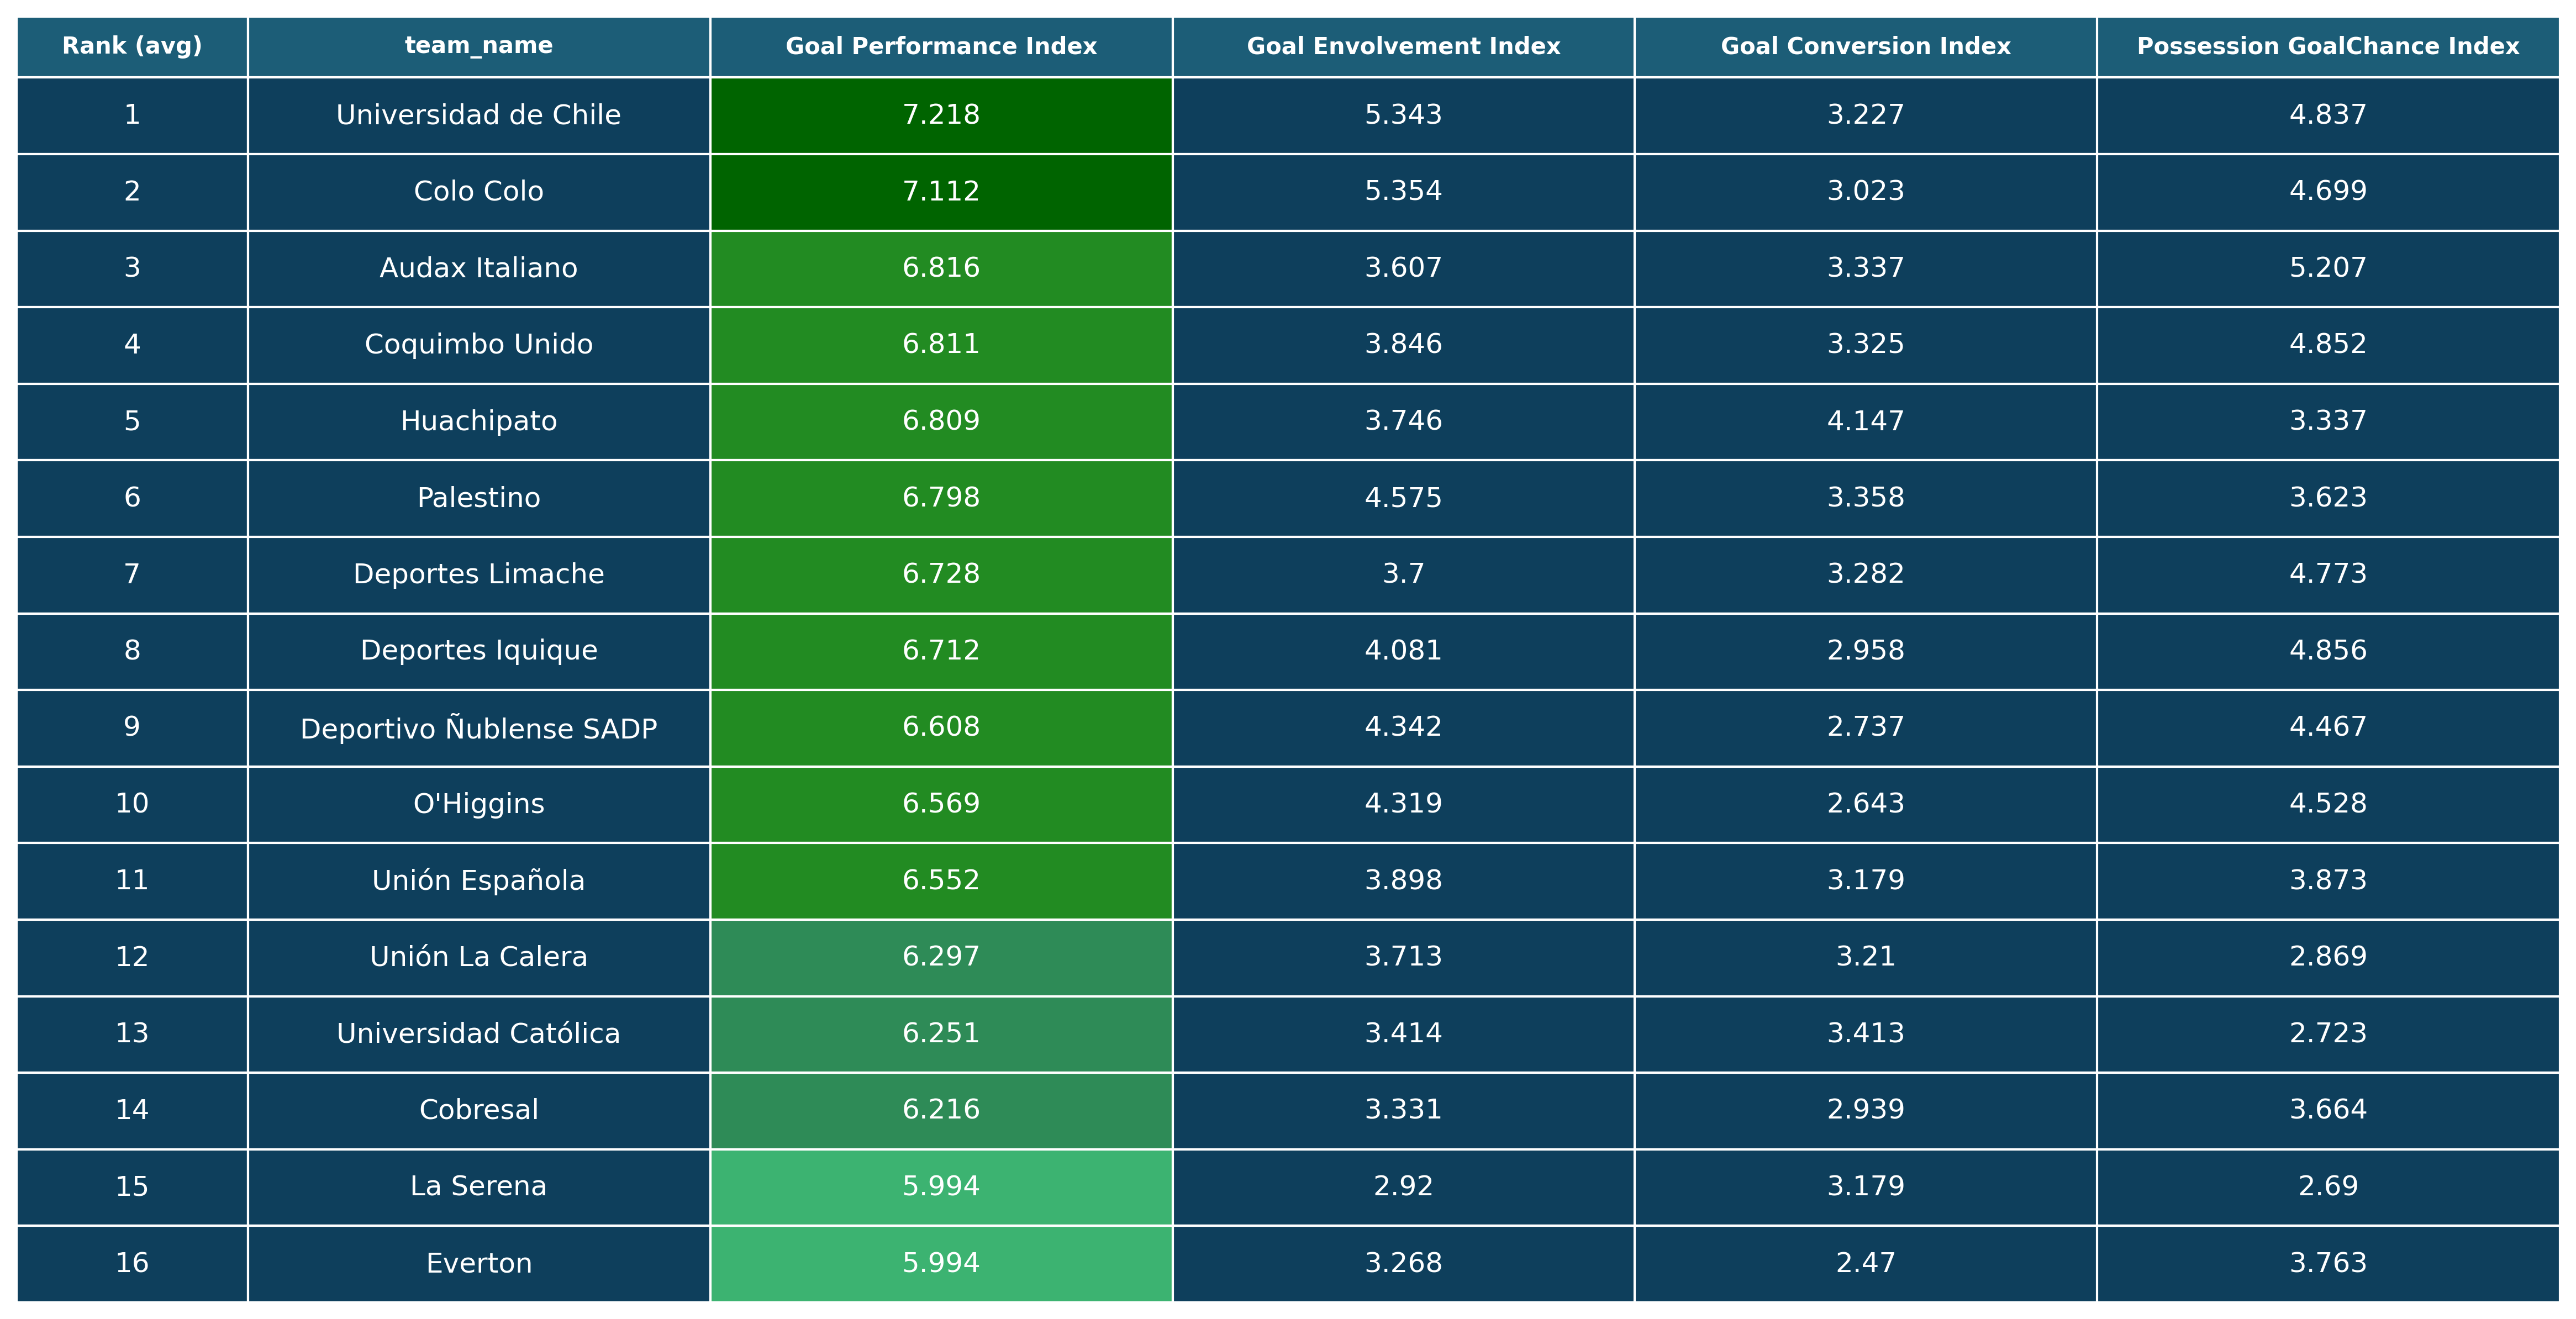 Rank (avg) team_name Goal Performance Index Goal Envolvement Index Goal Conversion Index Possession GoalChance Index
1 Universidad de Chile 7.218 5.343 3.227 4.837
2 Colo Colo 7.112 5.354 3.023 4.699
3 Audax Italiano 6.816 3.607 3.337 5.207
4 Coquimbo Unido 6.811 3.846 3.325 4.852
5 Huachipato 6.809 3.746 4.147 3.337
6 Palestino 6.798 4.575 3.358 3.623
7 Deportes Limache 6.728 3.7 3.282 4.773
8 Deportes Iquique 6.712 4.081 2.958 4.856
9 Deportivo Ñublense SADP 6.608 4.342 2.737 4.467
10 O'Higgins 6.569 4.319 2.643 4.528
11 Unión Española 6.552 3.898 3.179 3.873
12 Unión La Calera 6.297 3.713 3.21 2.869
13 Universidad Católica 6.251 3.414 3.413 2.723
14 Cobresal 6.216 3.331 2.939 3.664
15 La Serena 5.994 2.92 3.179 2.69
16 Everton 5.994 3.268 2.47 3.763